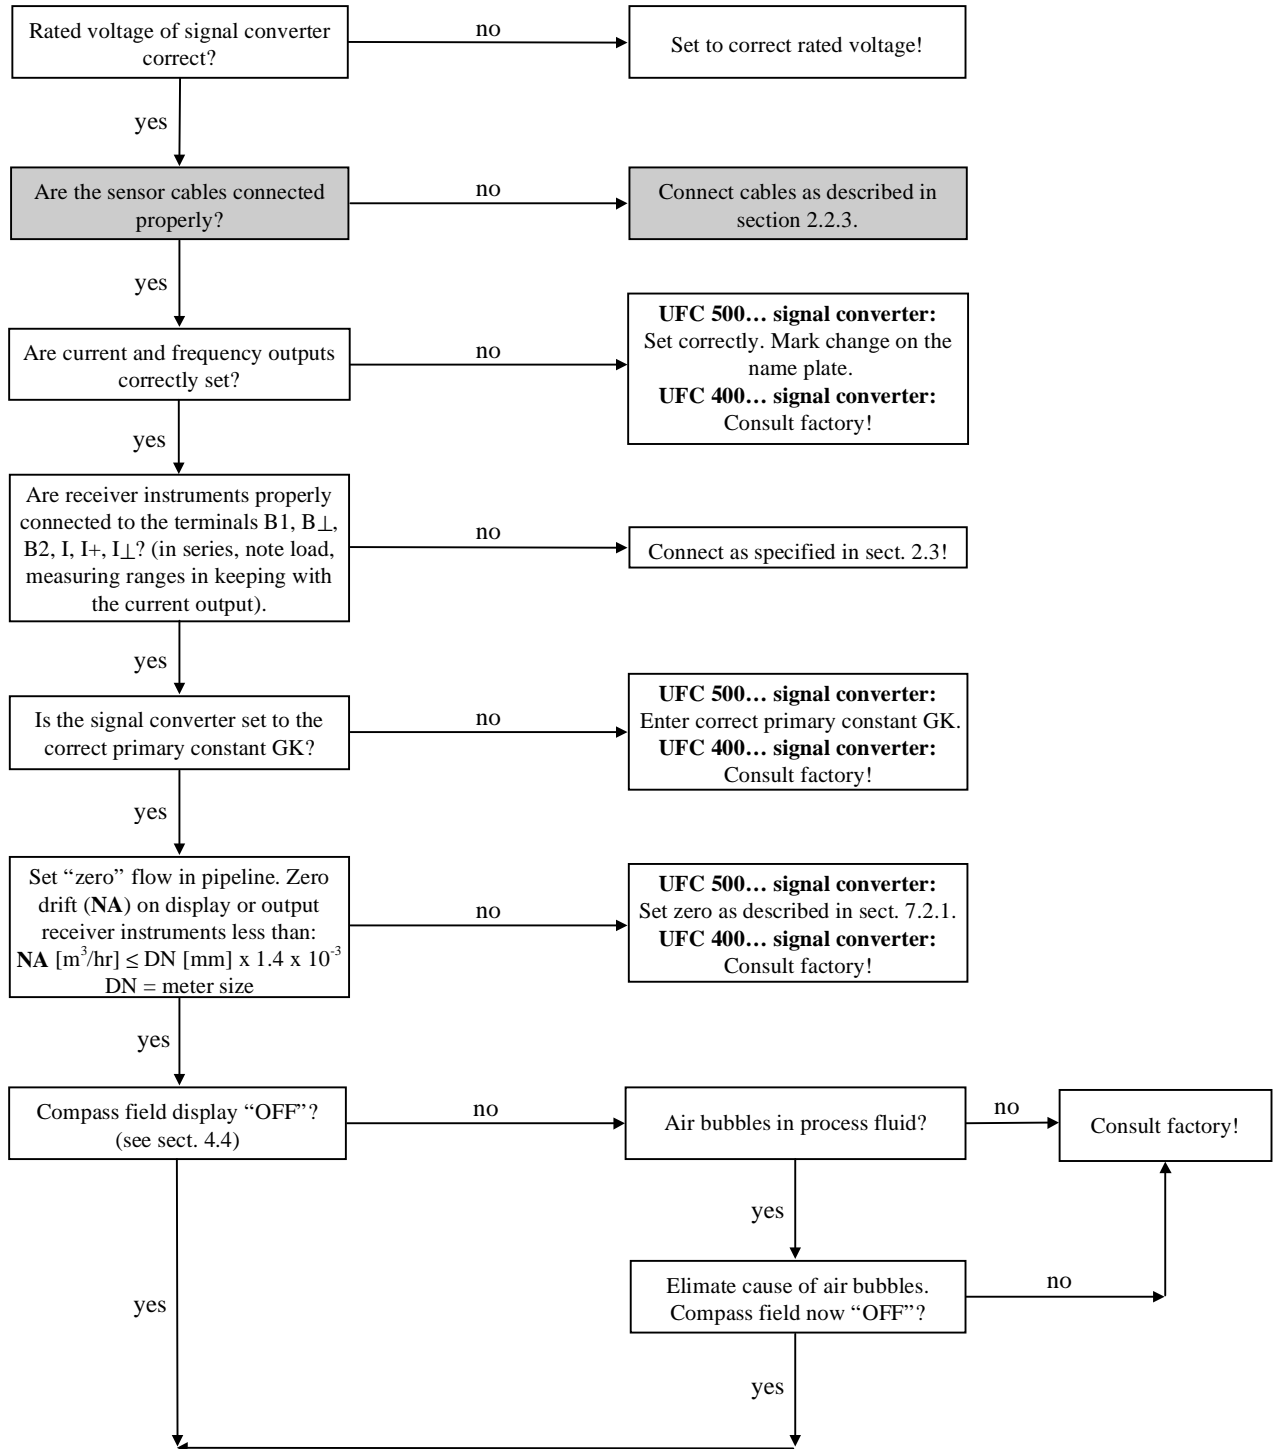 Rated voltage of signal converter
correct?
no
Set to correct rated voltage!
yes
Are the sensor cables connected
properly?
no
Connect cables as described in
section 2.2.3.
yes
Are current and frequency outputs
correctly set?
no
UFC 500… signal converter:
Set correctly. Mark change on the
name plate.
UFC 400… signal converter:
Consult factory!
yes
Are receiver instruments properly
connected to the terminals B1, B⊥,
B2, I, I+, I⊥? (in series, note load,
measuring ranges in keeping with
the current output).
no
Connect as specified in sect. 2.3!
yes
Is the signal converter set to the
correct primary constant GK?
no
UFC 500… signal converter:
Enter correct primary constant GK.
UFC 400… signal converter:
Consult factory!
yes
Set “zero” flow in pipeline. Zero
drift (NA) on display or output
receiver instruments less than:
NA [m³/hr] ≤ DN [mm] x 1.4 x 10⁻³
DN = meter size
no
UFC 500… signal converter:
Set zero as described in sect. 7.2.1.
UFC 400… signal converter:
Consult factory!
yes
Compass field display “OFF”?
(see sect. 4.4)
no
Air bubbles in process fluid?
no
Consult factory!
yes
Elimate cause of air bubbles.
Compass field now “OFF”?
no
yes
yes